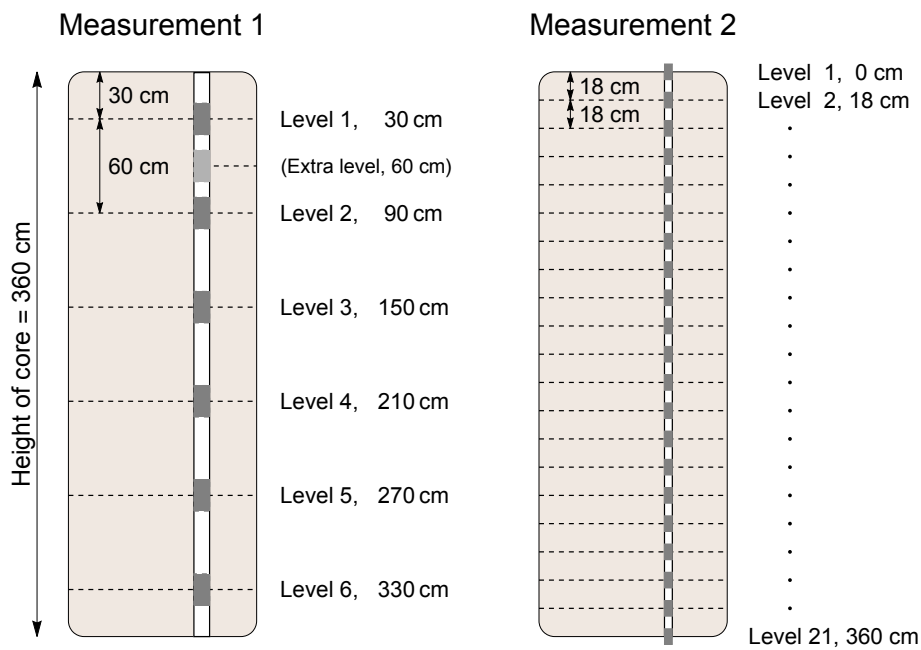 Measurement 1
Height of core = 360 cm
30 cm
60 cm
Level 1, 30 cm
(Extra level, 60 cm)
Level 2, 90 cm
Level 3, 150 cm
Level 4, 210 cm
Level 5, 270 cm
Level 6, 330 cm
Measurement 2
18 cm
18 cm
Level 1, 0 cm
Level 2, 18 cm
Level 21, 360 cm